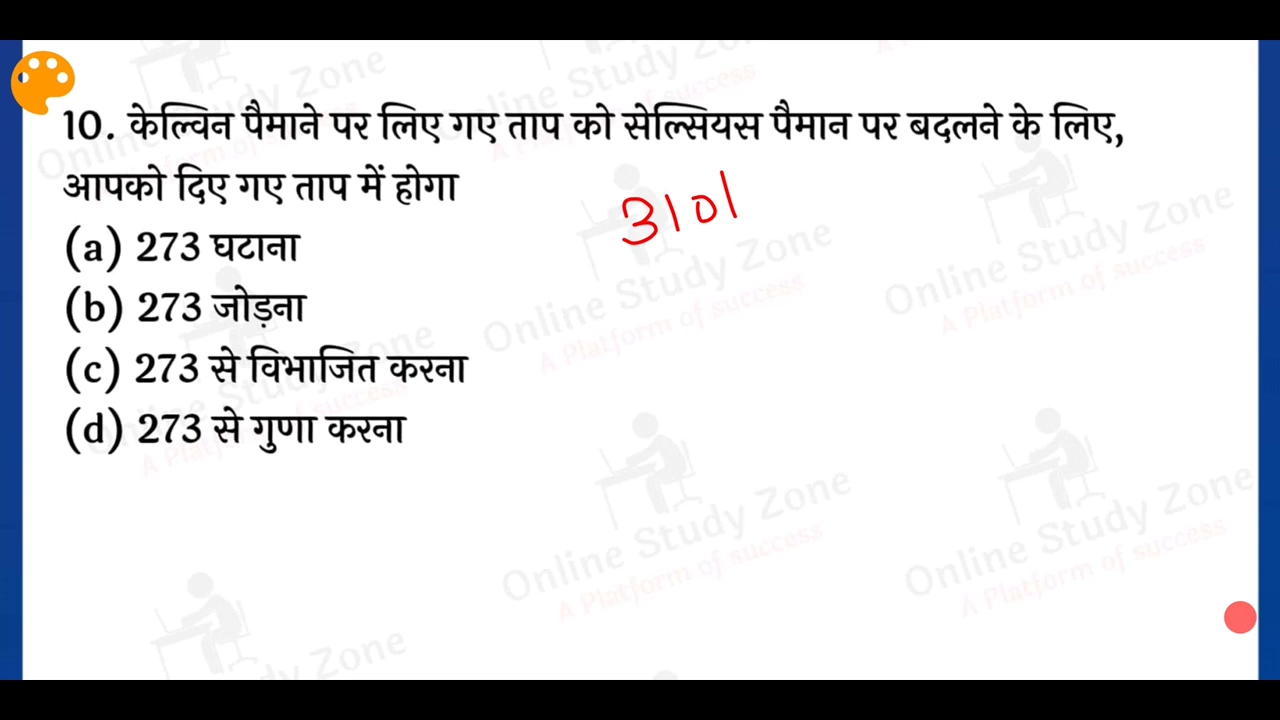 10. केल्विन पैमाने पर लिए गए ताप को सेल्सियस पैमान पर बदलने के लिए,
आपको दिए गए ताप में होगा
(a) 273 घटाना
(b) 273 जोड़ना
(c) 273 से विभाजित करना
(d) 273 से गुणा करना
Online Study Zone
A Platform of success